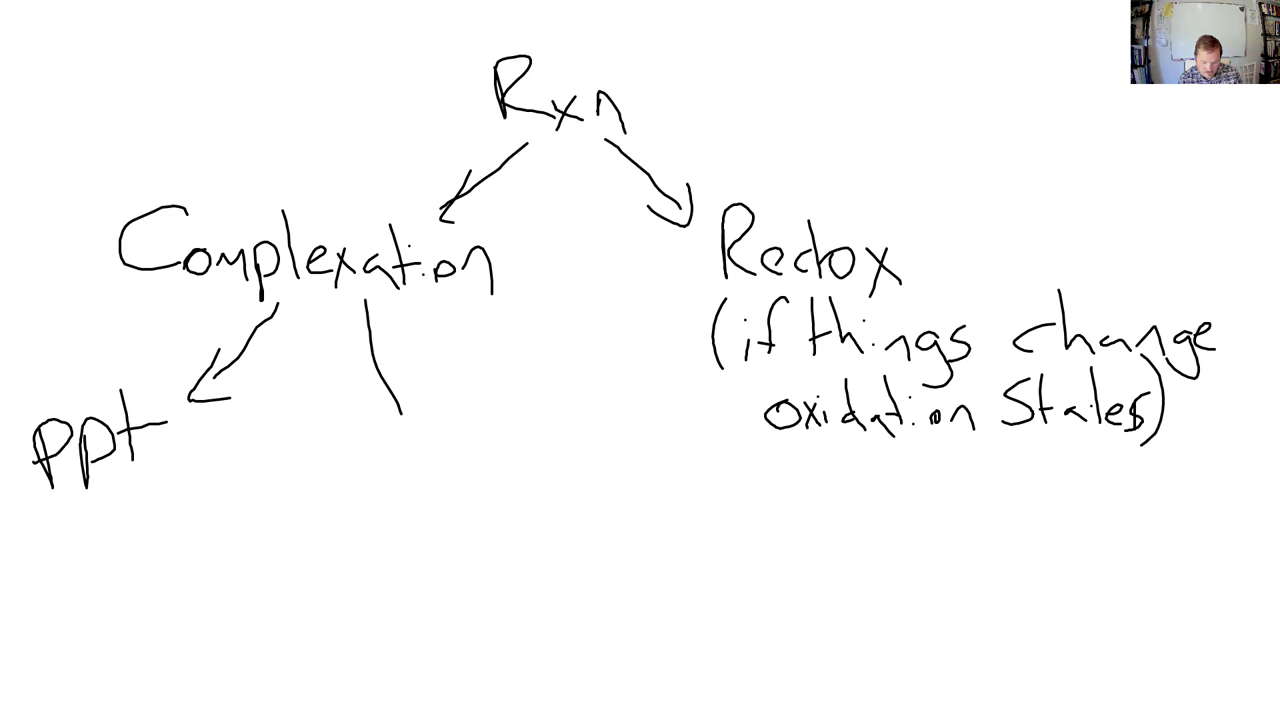 Rxn
Complexation
Redox
(if things change
oxidation states)
ppt